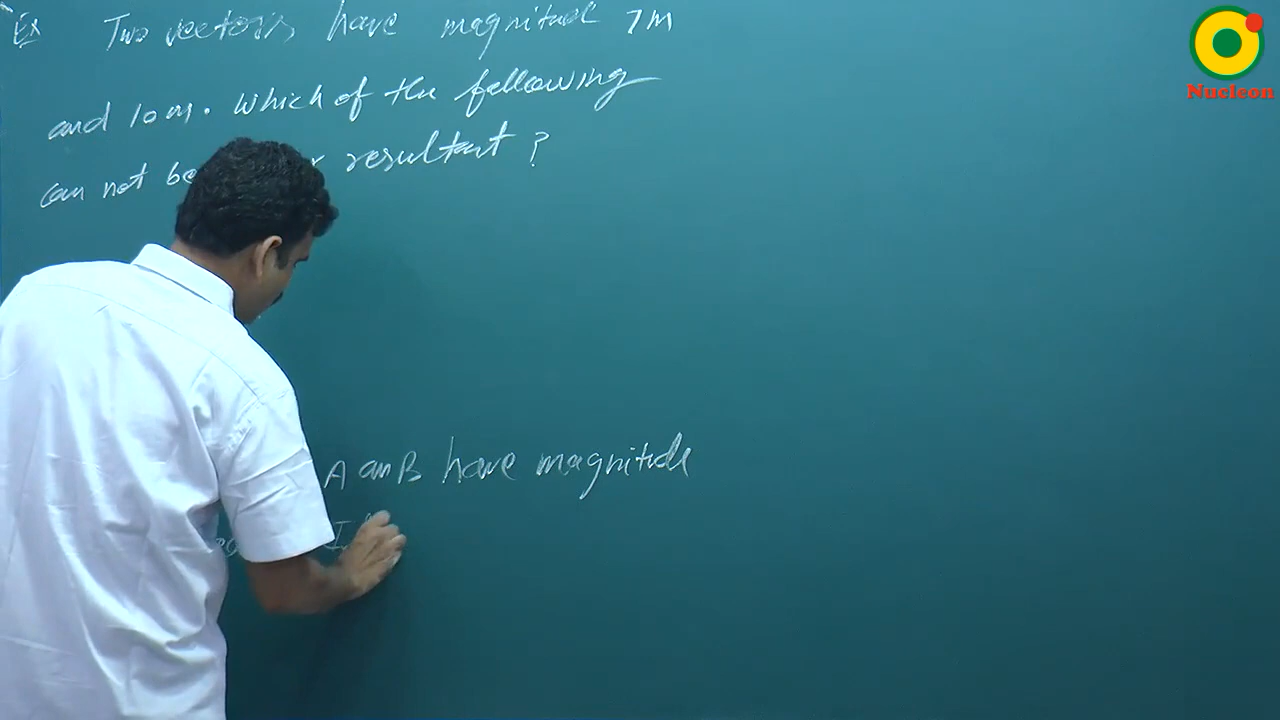 Ex Two vectors have magnitude 7m
and 10m. Which of the following
can not be resultant ?
A an B have magnitude
Nucleon